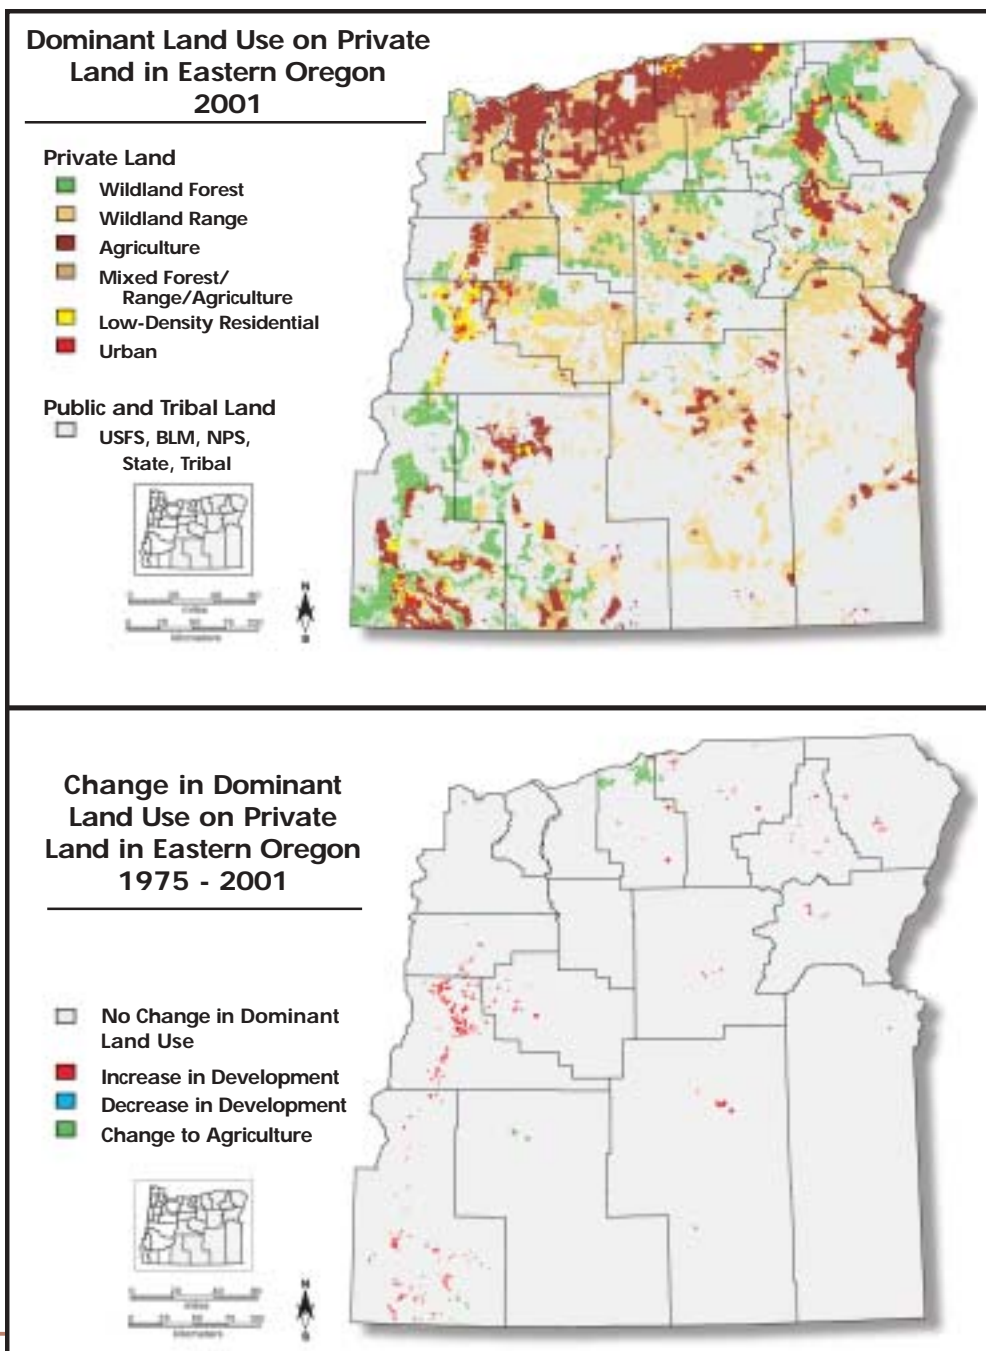 Dominant Land Use on Private
Land in Eastern Oregon
2001
Private Land
Wildland Forest
Wildland Range
Agriculture
Mixed Forest/
Range/Agriculture
Low-Density Residential
Urban
Public and Tribal Land
USFS, BLM, NPS,
State, Tribal
N
Change in Dominant
Land Use on Private
Land in Eastern Oregon
1975 - 2001
No Change in Dominant
Land Use
Increase in Development
Decrease in Development
Change to Agriculture
N